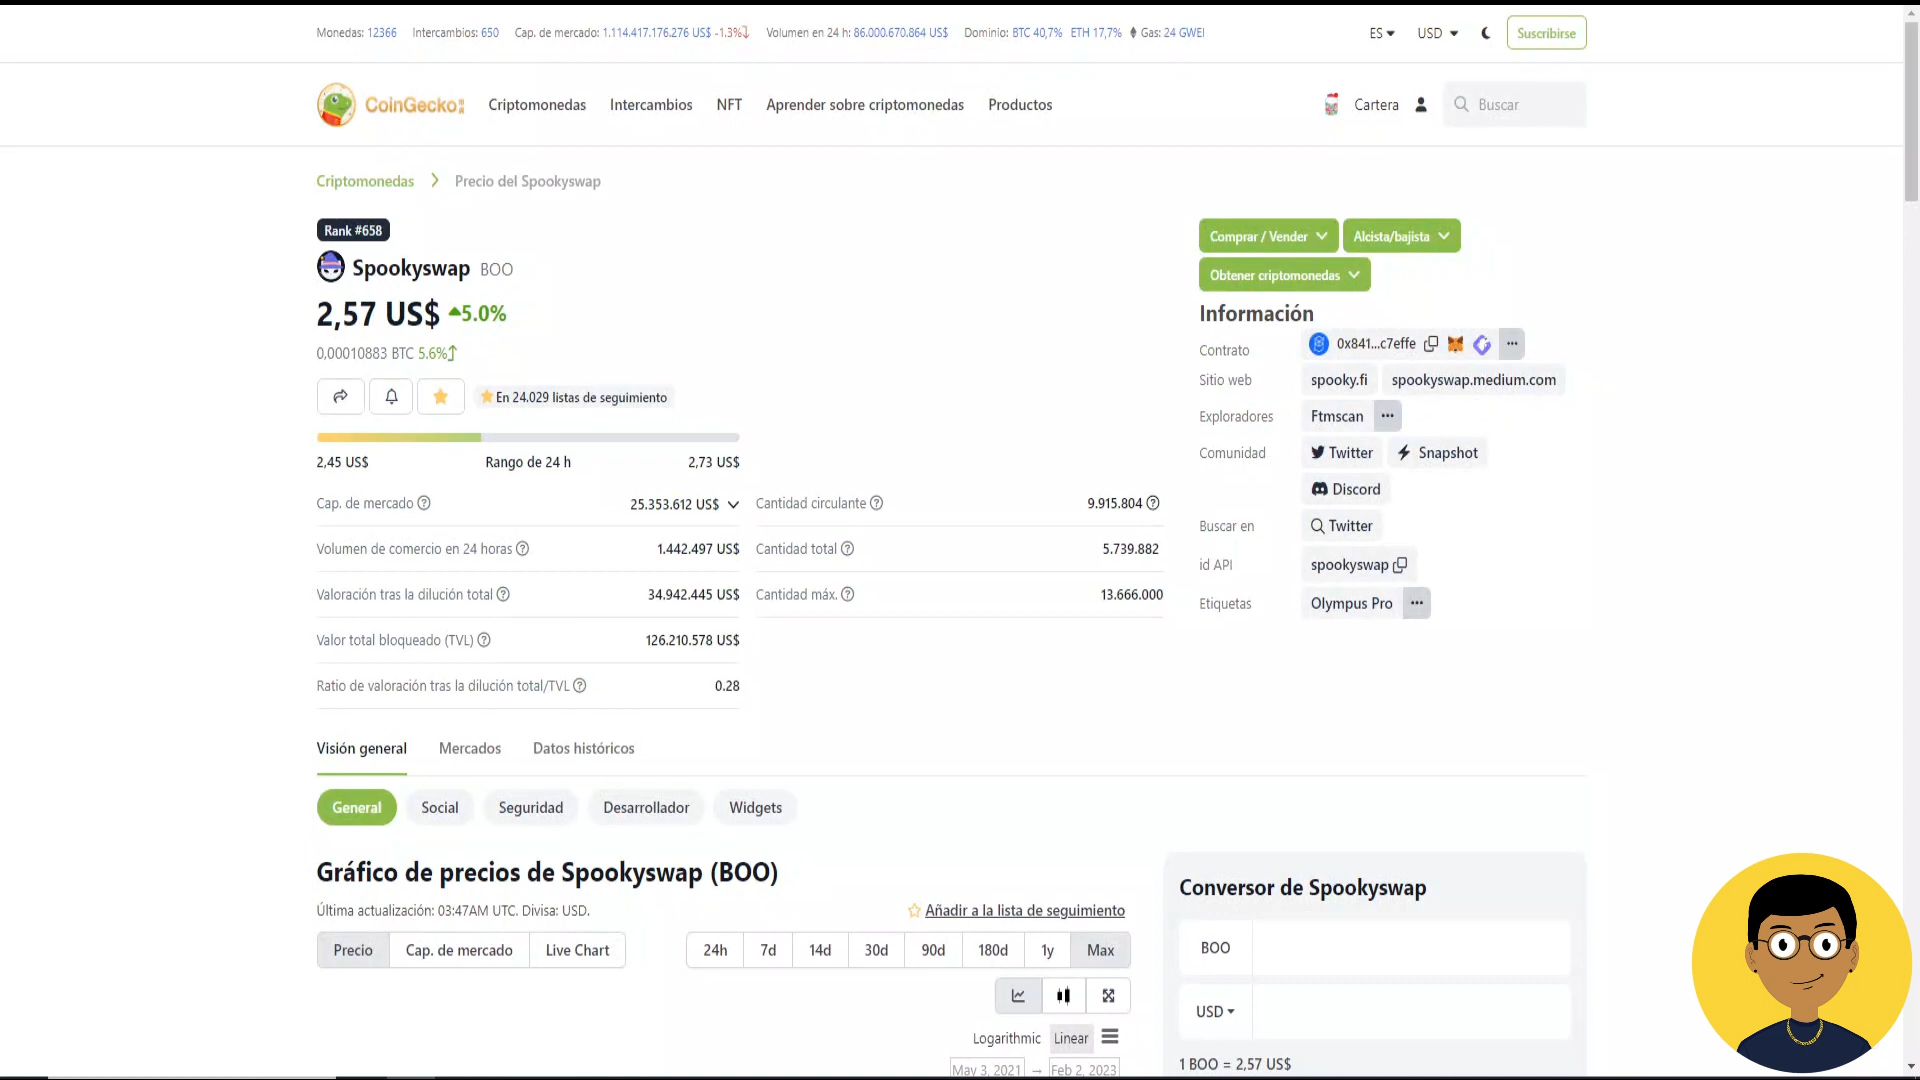 Monedas: 12366 Intercambios: 650 Cap. de mercado: 1.114.417.176.276 US$ -1.3% Volumen en 24 h: 86.000.670.864 US$ Dominio: BTC 40,7% ETH 17,7% Gas: 24 GWEI ES USD Suscribirse
CoinGecko Criptomonedas Intercambios NFT Aprender sobre criptomonedas Productos Cartera Buscar
Criptomonedas Precio del Spookyswap
Rank #658
Spookyswap BOO
2,57 US$ 5.0%
0,00010883 BTC 5.6%
En 24.029 listas de seguimiento
2,45 US$ Rango de 24 h 2,73 US$
Cap. de mercado 25.353.612 US$
Volumen de comercio en 24 horas 1.442.497 US$
Valoración tras la dilución total 34.942.445 US$
Valor total bloqueado (TVL) 126.210.578 US$
Ratio de valoración tras la dilución total/TVL 0.28
Cantidad circulante 9.915.804
Cantidad total 5.739.882
Cantidad máx. 13.666.000
Comprar / Vender Alcista/bajista
Obtener criptomonedas
Información
Contrato 0x841...c7effe ...
Sitio web spooky.fi spookyswap.medium.com
Exploradores Ftmscan ...
Comunidad Twitter Snapshot
Discord
Buscar en Twitter
id API spookyswap
Etiquetas Olympus Pro ...
Visión general Mercados Datos históricos
General Social Seguridad Desarrollador Widgets
Gráfico de precios de Spookyswap (BOO)
Última actualización: 03:47AM UTC. Divisa: USD. Añadir a la lista de seguimiento
Precio Cap. de mercado Live Chart 24h 7d 14d 30d 90d 180d 1y Max
Logarithmic Linear
May 3, 2021 → Feb 2, 2023
Conversor de Spookyswap
BOO
USD
1 BOO = 2,57 US$